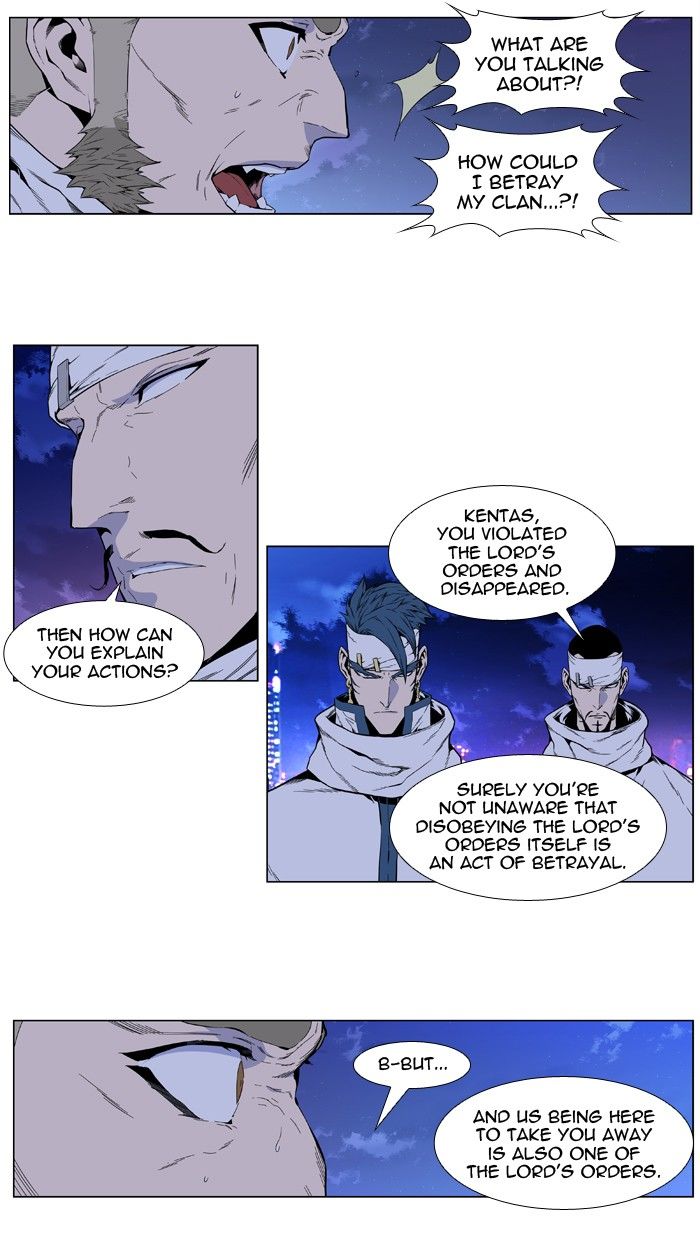 WHAT ARE
YOU TALKING
ABOUT?!
HOW COULD
I BETRAY
MY CLAN...?!
THEN HOW CAN
YOU EXPLAIN
YOUR ACTIONS?
KENTAS,
YOU VIOLATED
THE LORD'S
ORDERS AND
DISAPPEARED.
SURELY YOU'RE
NOT UNAWARE THAT
DISOBEYING THE LORD'S
ORDERS ITSELF IS
AN ACT OF BETRAYAL.
B-BUT...
AND US BEING HERE
TO TAKE YOU AWAY
IS ALSO ONE OF
THE LORD'S ORDERS.